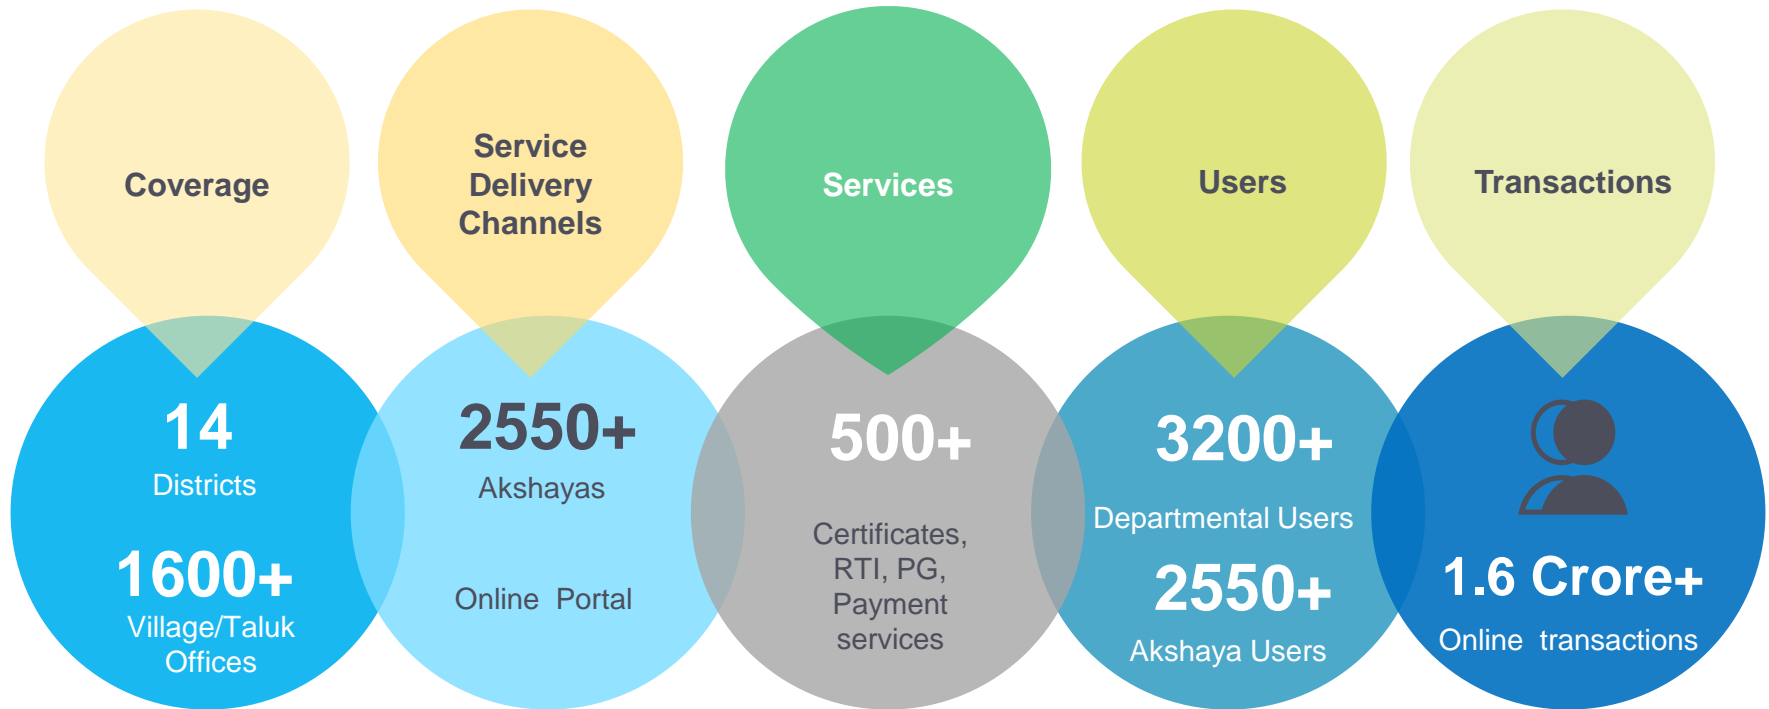 Coverage
14
Districts
1600+
Village/Taluk
Offices
Service
Delivery
Channels
2550+
Akshayas
Online Portal
Services
500+
Certificates,
RTI, PG,
Payment
services
Users
3200+
Departmental Users
2550+
Akshaya Users
Transactions
1.6 Crore+
Online transactions